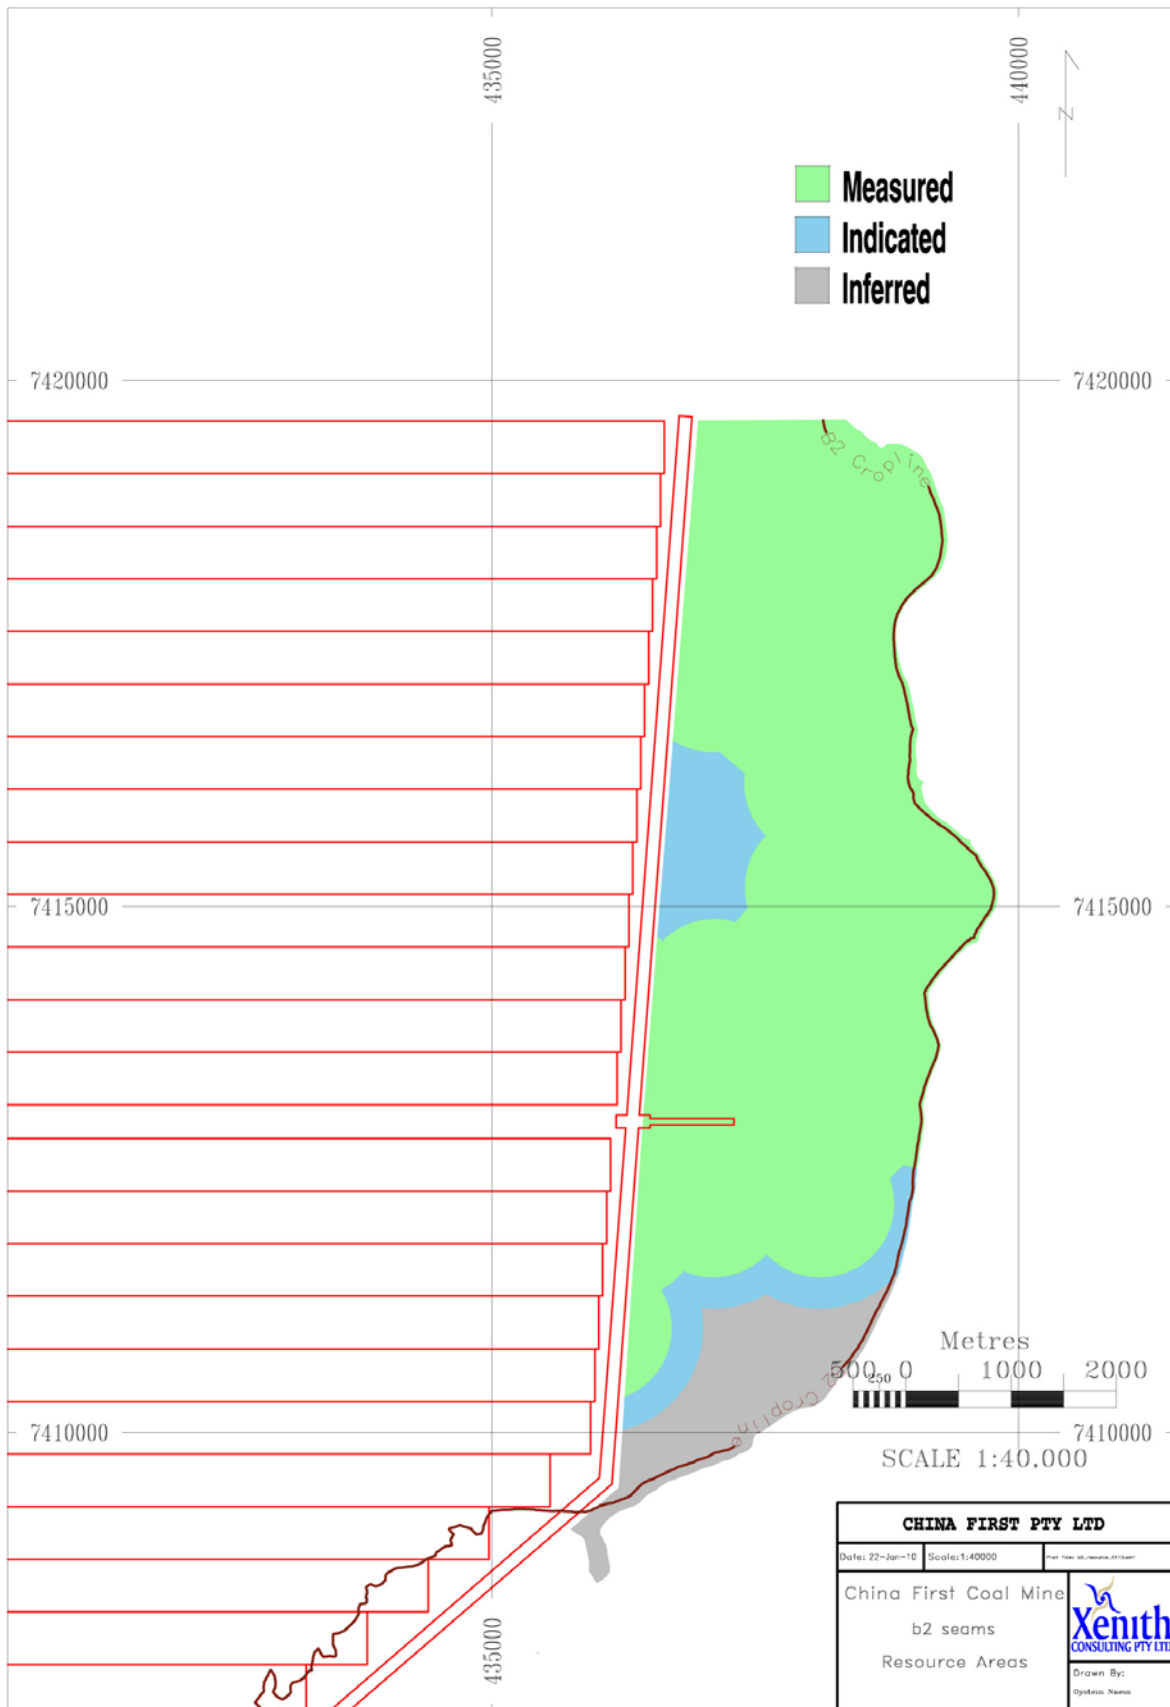 435000
440000
N
Measured
Indicated
Inferred
7420000
7420000
B2 Cropline
7415000
7415000
Metres
500 0 1000 2000
250
2 Cropline
7410000
7410000
SCALE 1:40.000
CHINA FIRST PTY LTD
Date: 22-Jan-10
Scale:1:40000
China First Coal Mine
b2 seams
Resource Areas
Xenith
CONSULTING PTY LTD
Drawn By:
435000